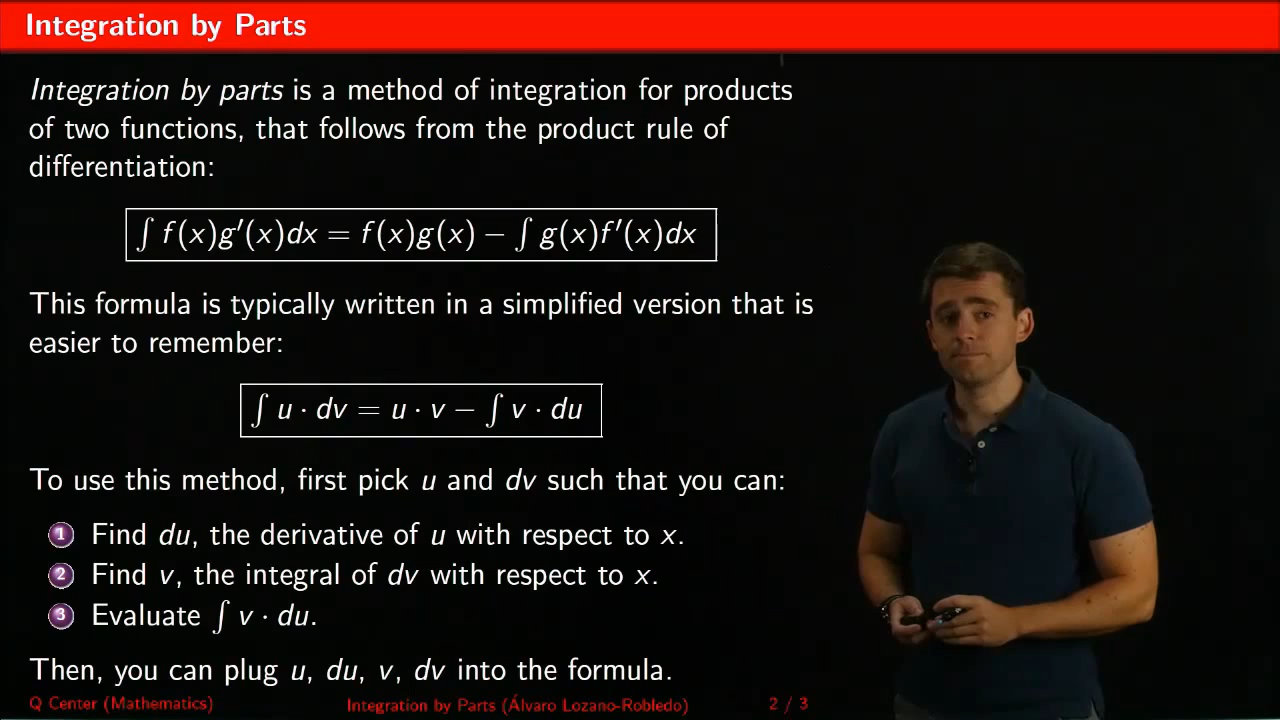 Integration by Parts
Integration by parts is a method of integration for products
of two functions, that follows from the product rule of
differentiation:
∫ f(x)g′(x)dx = f(x)g(x) − ∫ g(x)f′(x)dx
This formula is typically written in a simplified version that is
easier to remember:
∫ u · dv = u · v − ∫ v · du
To use this method, first pick u and dv such that you can:
1 Find du, the derivative of u with respect to x.
2 Find v, the integral of dv with respect to x.
3 Evaluate ∫ v · du.
Then, you can plug u, du, v, dv into the formula.
Q Center (Mathematics) Integration by Parts (Álvaro Lozano-Robledo) 2 / 3